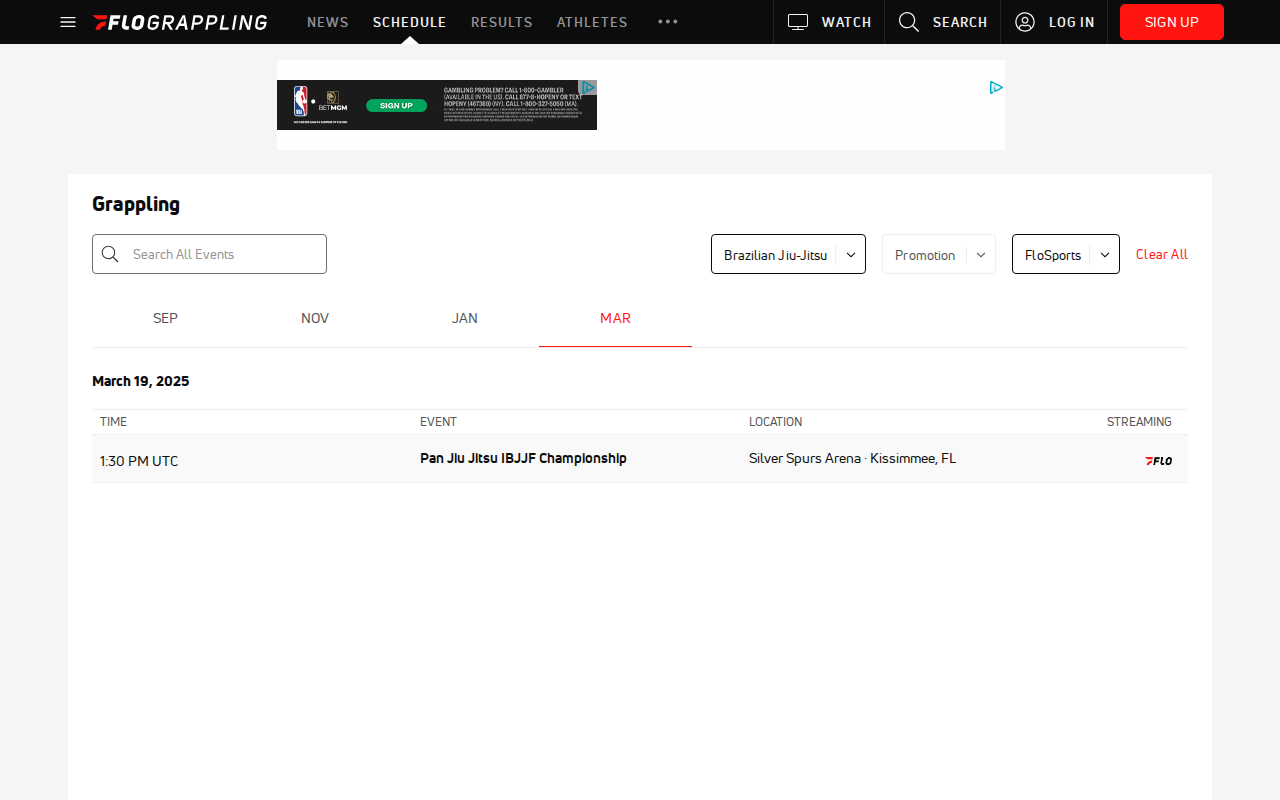 FLOGRAPPLING NEWS SCHEDULE RESULTS ATHLETES WATCH SEARCH LOG IN SIGN UP
BETMGM
SIGN UP
GAMBLING PROBLEM? CALL 1-800-GAMBLER
(AVAILABLE IN THE US). CALL 877-8-HOPENY OR TEXT
HOPENY (467369) (NY). CALL 1-800-327-5050 (MA).
Grappling
Search All Events Brazilian Jiu-Jitsu Promotion FloSports Clear All
SEP NOV JAN MAR
March 19, 2025
TIME EVENT LOCATION STREAMING
1:30 PM UTC Pan Jiu Jitsu IBJJF Championship Silver Spurs Arena · Kissimmee, FL FLO